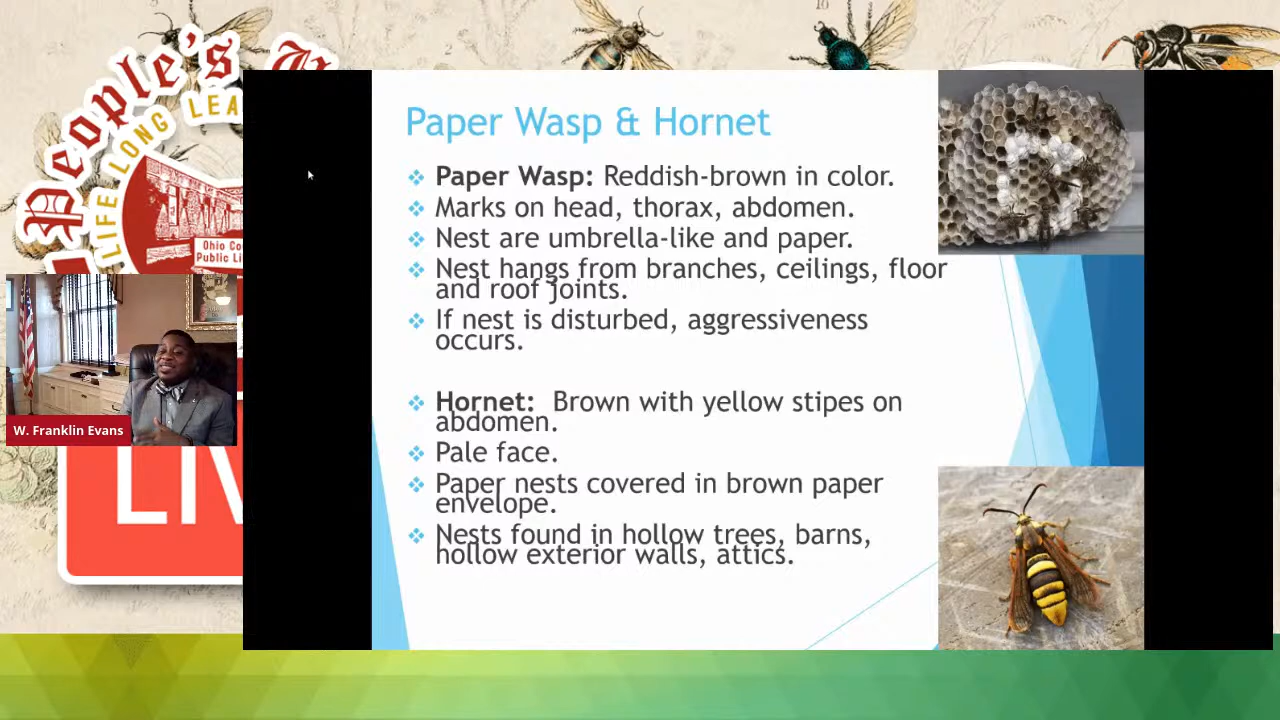 People's U
LIFE LONG LEA
Ohio Co
Public Li
LIV
W. Franklin Evans
Paper Wasp & Hornet
Paper Wasp: Reddish-brown in color.
Marks on head, thorax, abdomen.
Nest are umbrella-like and paper.
Nest hangs from branches, ceilings, floor
and roof joints.
If nest is disturbed, aggressiveness
occurs.
Hornet: Brown with yellow stipes on
abdomen.
Pale face.
Paper nests covered in brown paper
envelope.
Nests found in hollow trees, barns,
hollow exterior walls, attics.